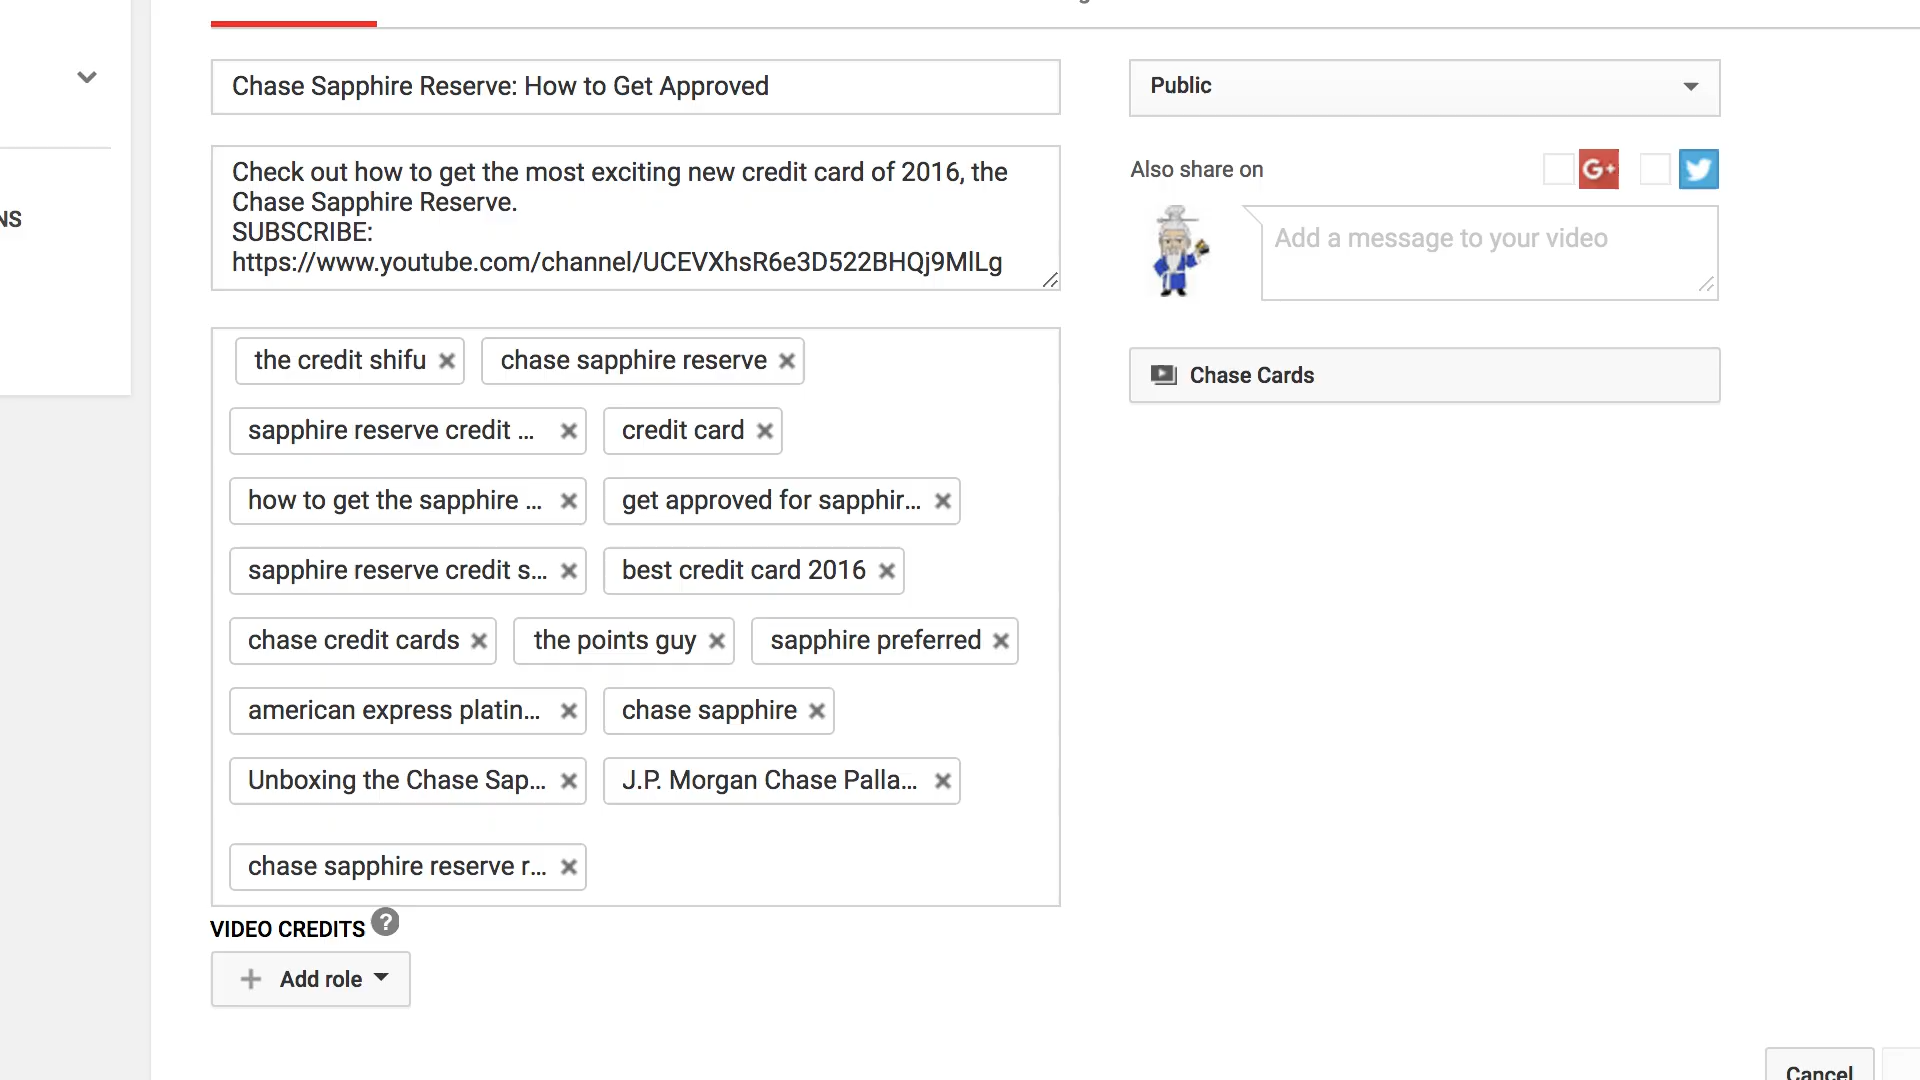 Chase Sapphire Reserve: How to Get Approved
Public
Check out how to get the most exciting new credit card of 2016, the
Chase Sapphire Reserve.
SUBSCRIBE:
https://www.youtube.com/channel/UCEVXhsR6e3D522BHQj9MlLg
Also share on
G+
Add a message to your video
NS
the credit shifu
chase sapphire reserve
Chase Cards
sapphire reserve credit ...
credit card
how to get the sapphire ...
get approved for sapphir...
sapphire reserve credit s...
best credit card 2016
chase credit cards
the points guy
sapphire preferred
american express platin...
chase sapphire
Unboxing the Chase Sap...
J.P. Morgan Chase Palla...
chase sapphire reserve r...
VIDEO CREDITS ?
+ Add role
Cancel